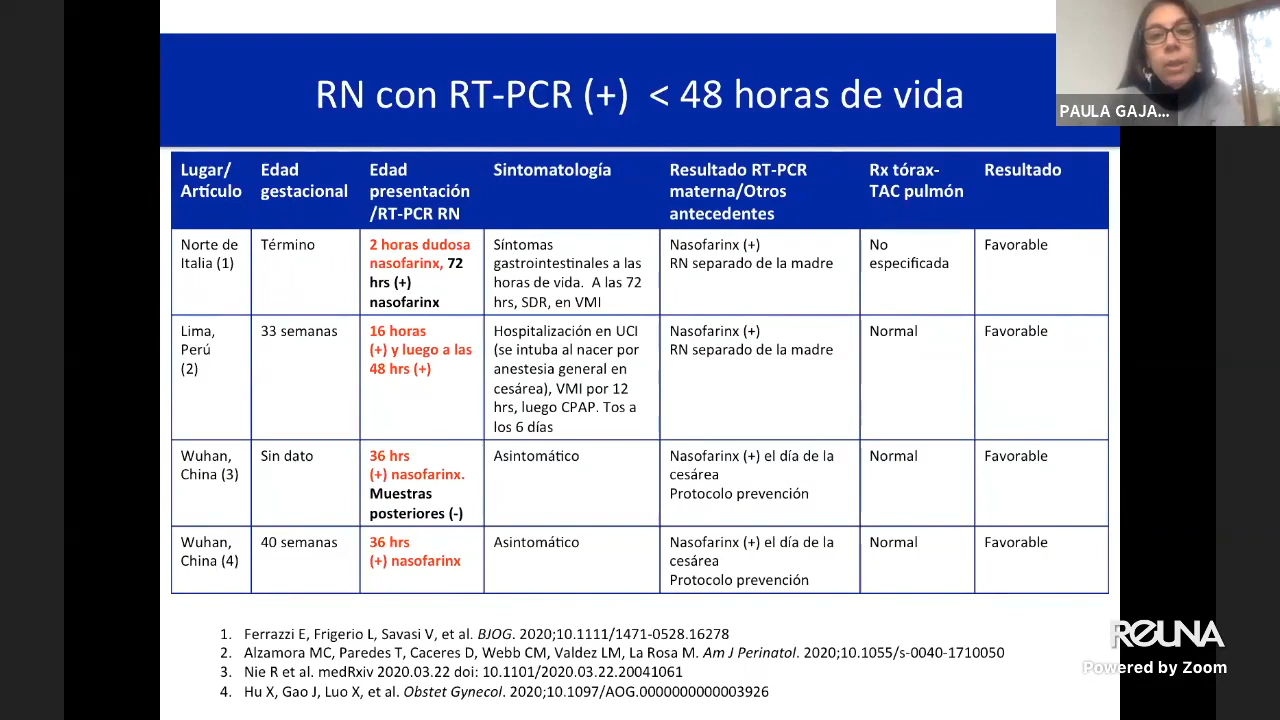 RN con RT-PCR (+) < 48 horas de vida
PAULA GAJA...
Lugar/
Artículo
Edad
gestacional
Edad
presentación
/RT-PCR RN
Sintomatología
Resultado RT-PCR
materna/Otros
antecedentes
Rx tórax-
TAC pulmón
Resultado
Norte de
Italia (1)
Término
2 horas dudosa
nasofarinx, 72
hrs (+)
nasofarinx
Síntomas
gastrointestinales a las
horas de vida. A las 72
hrs, SDR, en VMI
Nasofarinx (+)
RN separado de la madre
No
especificada
Favorable
Lima,
Perú
(2)
33 semanas
16 horas
(+) y luego a las
48 hrs (+)
Hospitalización en UCI
(se intuba al nacer por
anestesia general en
cesárea), VMI por 12
hrs, luego CPAP. Tos a
los 6 días
Nasofarinx (+)
RN separado de la madre
Normal
Favorable
Wuhan,
China (3)
Sin dato
36 hrs
(+) nasofarinx.
Muestras
posteriores (-)
Asintomático
Nasofarinx (+) el día de la
cesárea
Protocolo prevención
Normal
Favorable
Wuhan,
China (4)
40 semanas
36 hrs
(+) nasofarinx
Asintomático
Nasofarinx (+) el día de la
cesárea
Protocolo prevención
Normal
Favorable
1. Ferrazzi E, Frigerio L, Savasi V, et al. BJOG. 2020;10.1111/1471-0528.16278
2. Alzamora MC, Paredes T, Caceres D, Webb CM, Valdez LM, La Rosa M. Am J Perinatol. 2020;10.1055/s-0040-1710050
3. Nie R et al. medRxiv 2020.03.22 doi: 10.1101/2020.03.22.20041061
4. Hu X, Gao J, Luo X, et al. Obstet Gynecol. 2020;10.1097/AOG.0000000000003926
REUNA
Powered by Zoom